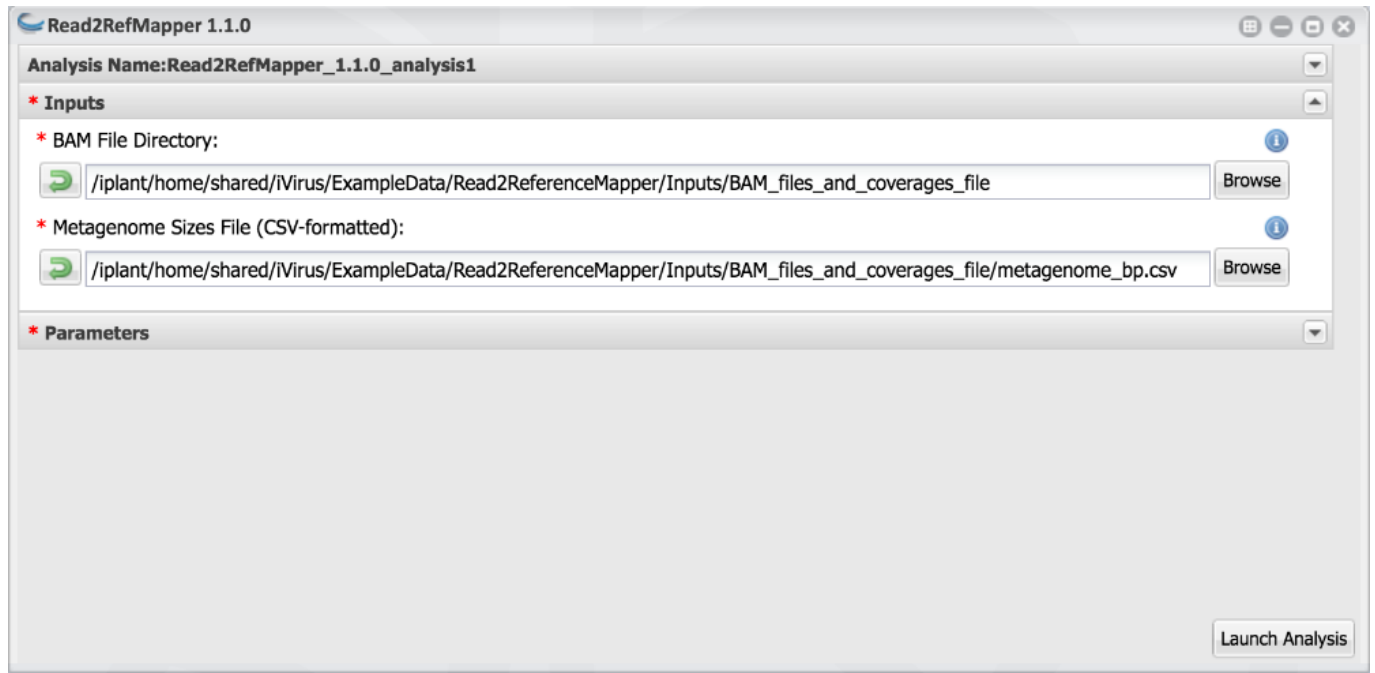 Read2RefMapper 1.1.0
Analysis Name:Read2RefMapper_1.1.0_analysis1
* Inputs
* BAM File Directory:
/iplant/home/shared/iVirus/ExampleData/Read2ReferenceMapper/Inputs/BAM_files_and_coverages_file Browse
* Metagenome Sizes File (CSV-formatted):
/iplant/home/shared/iVirus/ExampleData/Read2ReferenceMapper/Inputs/BAM_files_and_coverages_file/metagenome_bp.csv Browse
* Parameters
Launch Analysis